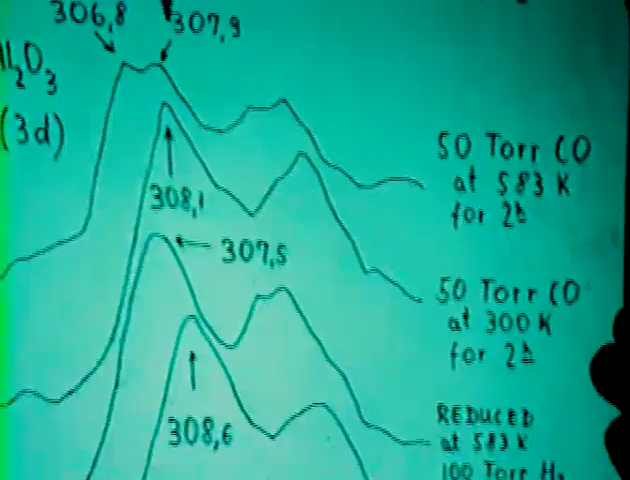 306,8
307,9
Al₂O₃
(3d)
50 Torr CO
at 583 K
for 2h
308,1
307,5
50 Torr CO
at 300 K
for 2h
308,6
REDUCED
at 583 K
100 Torr H₂